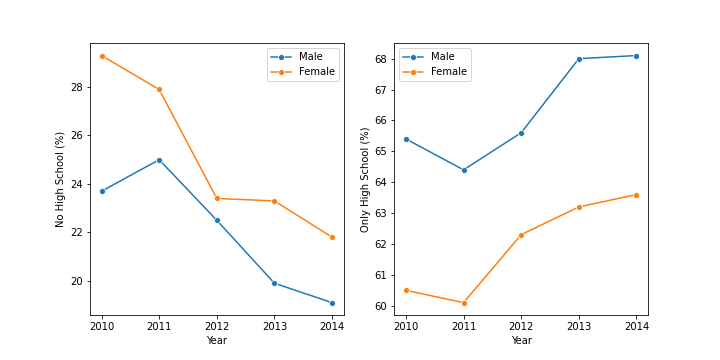 Male
Female
No High School (%)
28
26
24
22
20
2010 2011 2012 2013 2014
Year
Male
Female
Only High School (%)
68
67
66
65
64
63
62
61
60
2010 2011 2012 2013 2014
Year